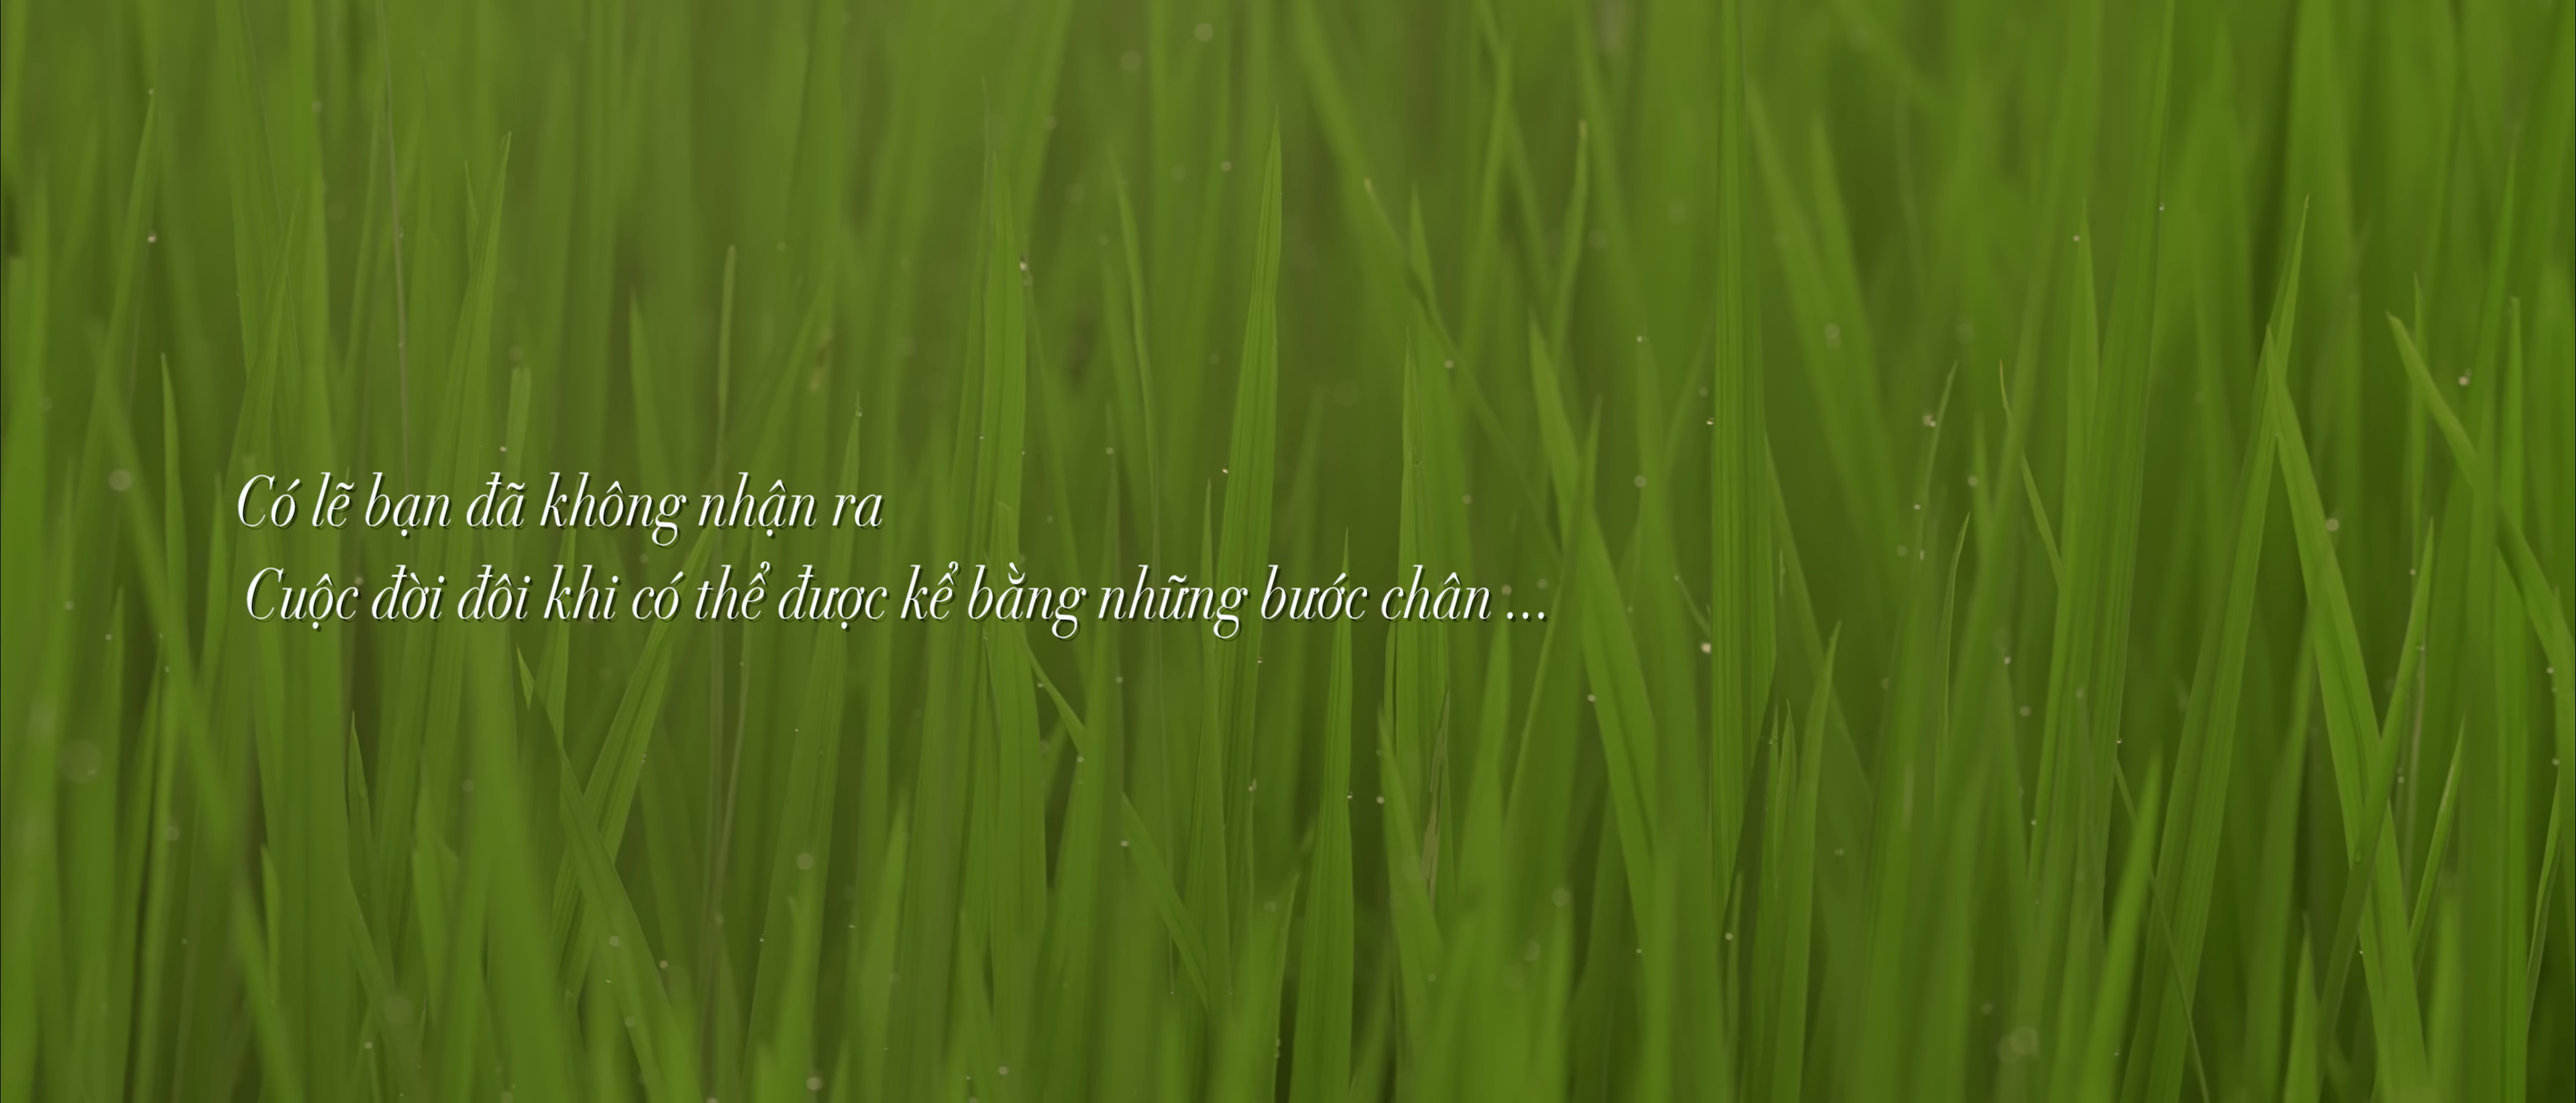 Có lẽ bạn đã không nhận ra
Cuộc đời đôi khi có thể được kể bằng những bước chân ...